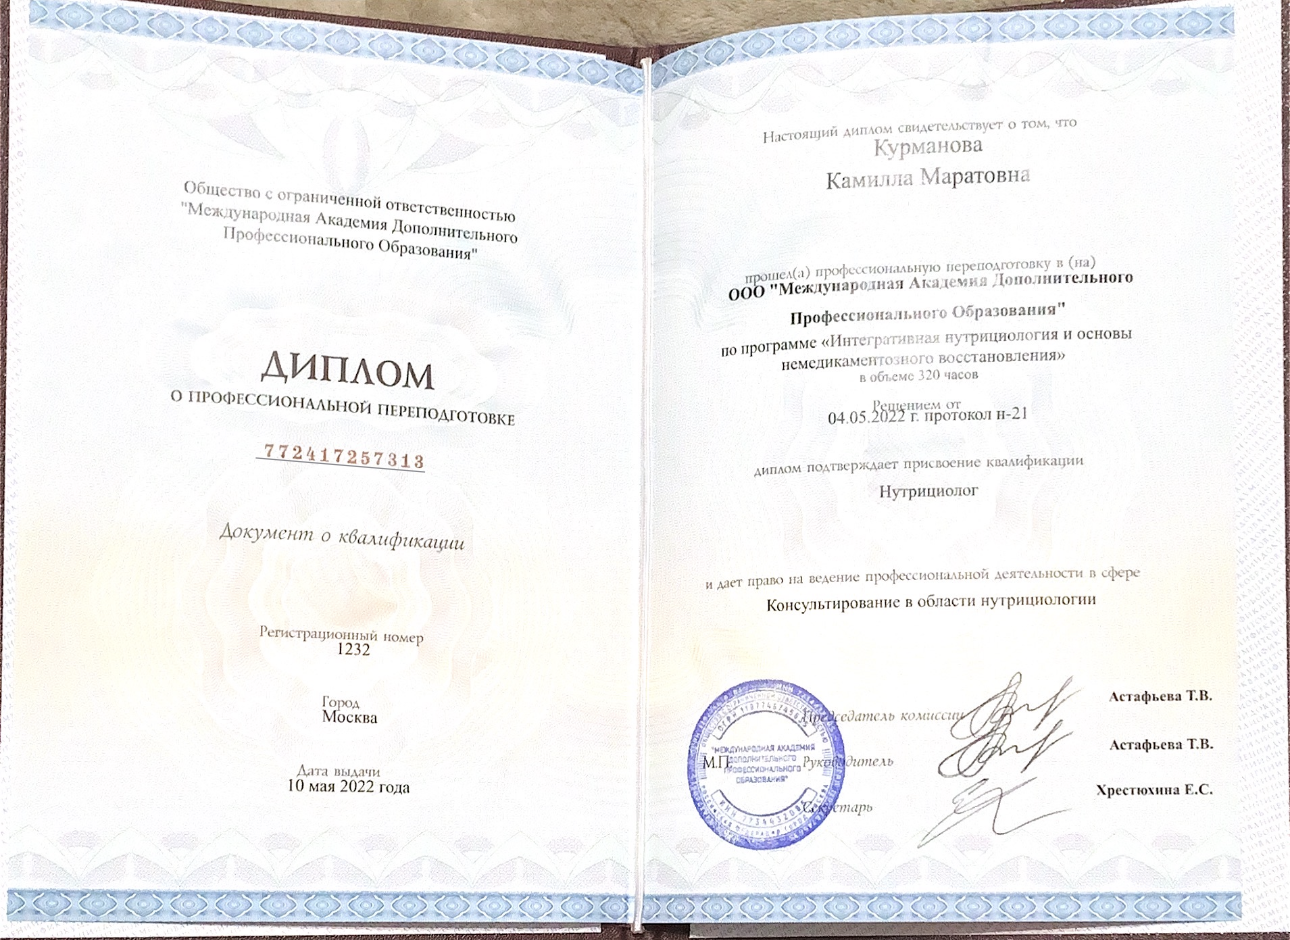 Общество с ограниченной ответственностью
"Международная Академия Дополнительного
Профессионального Образования"
ДИПЛОМ
О ПРОФЕССИОНАЛЬНОЙ ПЕРЕПОДГОТОВКЕ
772417257313
Документ о квалификации
Регистрационный номер
1232
Город
Москва
Дата выдачи
10 мая 2022 года
Настоящий диплом свидетельствует о том, что
Курманова
Камилла Маратовна
прошел(а) профессиональную переподготовку в (на)
ООО "Международная Академия Дополнительного
Профессионального Образования"
по программе «Интегративная нутрициология и основы
немедикаментозного восстановления»
в объеме 320 часов
Решением от
04.05.2022 г. протокол н-21
диплом подтверждает присвоение квалификации
Нутрициолог
и дает право на ведение профессиональной деятельности в сфере
Консультирование в области нутрициологии
Председатель комиссии Астафьева Т.В.
М.П. Руководитель Астафьева Т.В.
Секретарь Хрестюхина Е.С.
"МЕЖДУНАРОДНАЯ АКАДЕМИЯ
ДОПОЛНИТЕЛЬНОГО
ПРОФЕССИОНАЛЬНОГО
ОБРАЗОВАНИЯ"